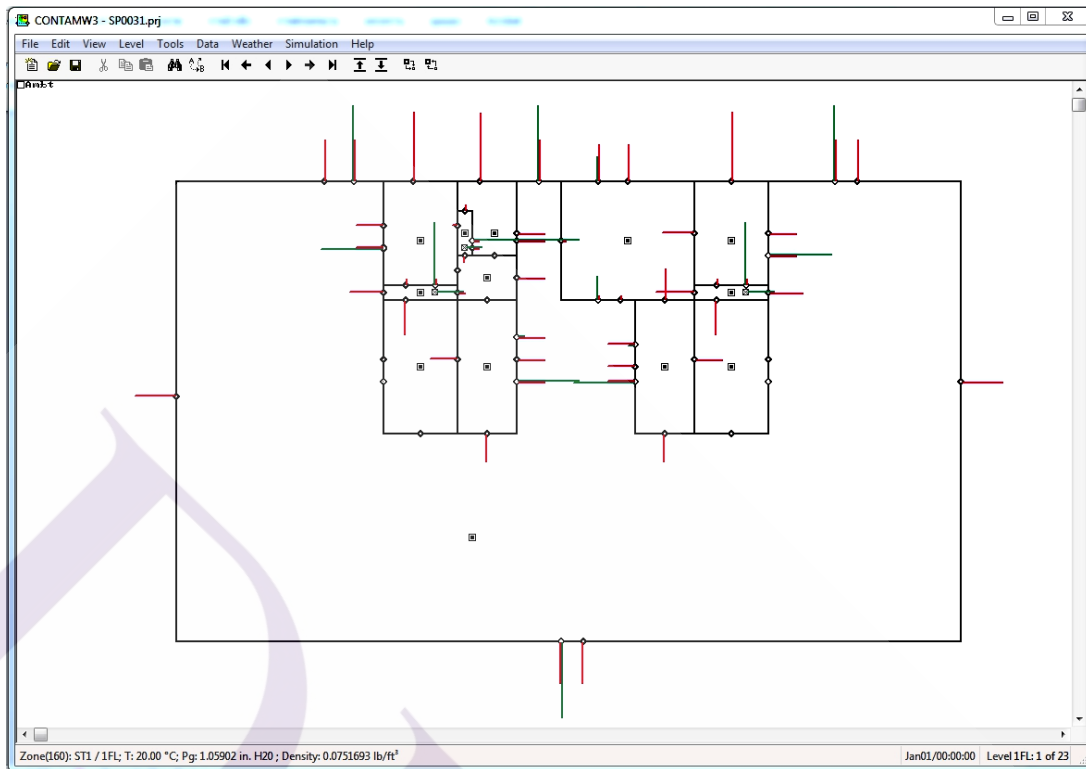 CONTAMW3 - SP0031.prj
File Edit View Level Tools Data Weather Simulation Help
Ambt
Zone(160): ST1 / 1FL; T: 20.00 °C; Pg: 1.05902 in. H2O ; Density: 0.0751693 lb/ft³ Jan01/00:00:00 Level 1FL: 1 of 23